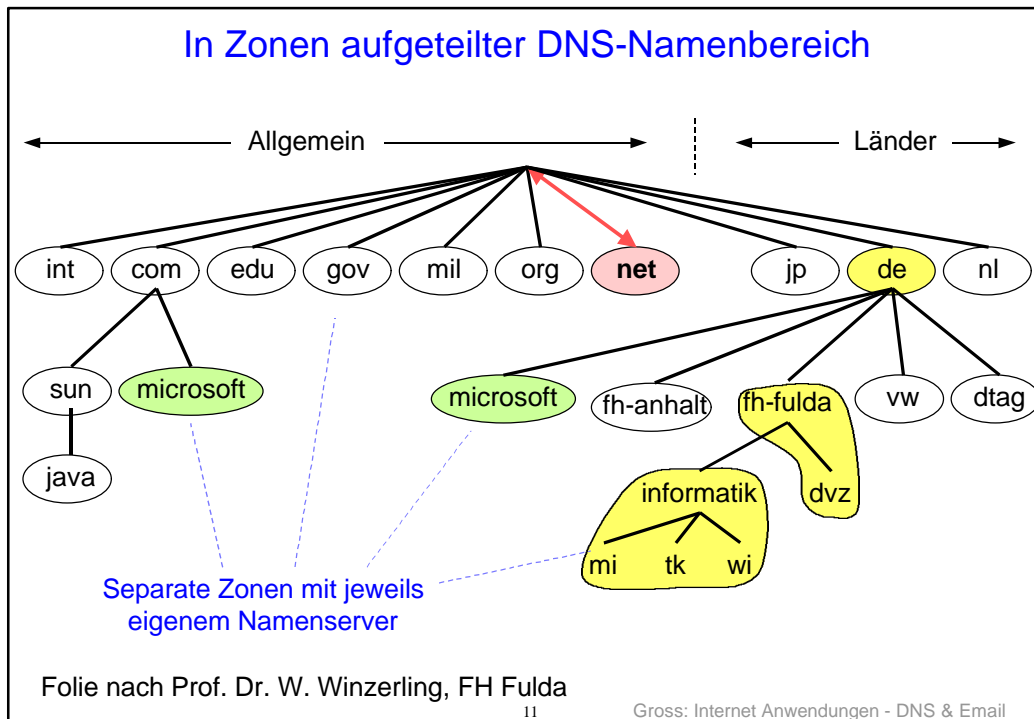 In Zonen aufgeteilter DNS-Namenbereich
Allgemein Länder
int com edu gov mil org net jp de nl
sun microsoft microsoft fh-anhalt fh-fulda vw dtag
java informatik dvz
mi tk wi
Separate Zonen mit jeweils
eigenem Namenserver
Folie nach Prof. Dr. W. Winzerling, FH Fulda
11 Gross: Internet Anwendungen - DNS & Email